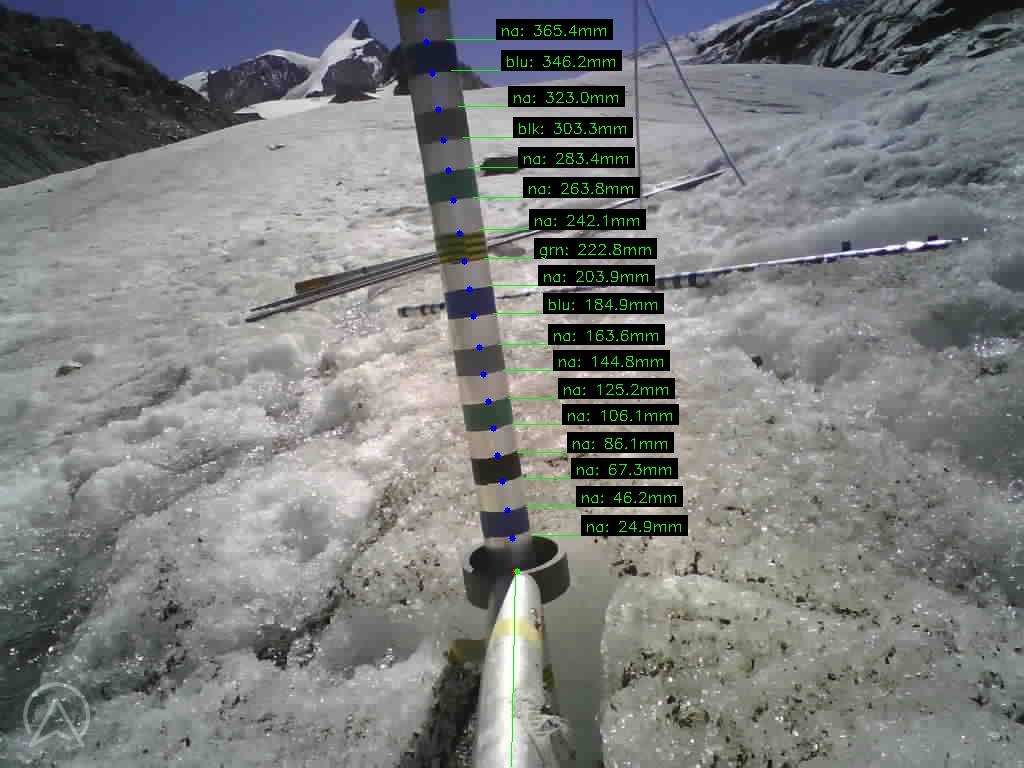 na: 365.4mm
blu: 346.2mm
na: 323.0mm
blk: 303.3mm
na: 283.4mm
na: 263.8mm
na: 242.1mm
grn: 222.8mm
na: 203.9mm
blu: 184.9mm
na: 163.6mm
na: 144.8mm
na: 125.2mm
na: 106.1mm
na: 86.1mm
na: 67.3mm
na: 46.2mm
na: 24.9mm